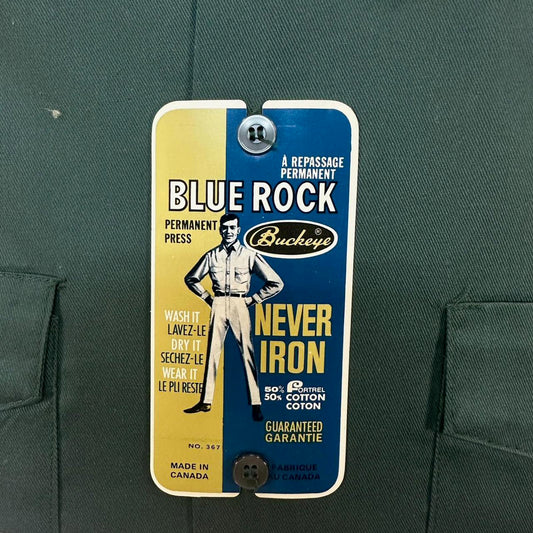 À REPASSAGE
PERMANENT
BLUE ROCK
PERMANENT
PRESS
Buckeye®
WASH IT
LAVEZ-LE
DRY IT
SECHEZ-LE
WEAR IT
LE PLI RESTE
NEVER
IRON
50% FORTREL
50% COTTON
COTON
GUARANTEED
GARANTIE
NO. 367
MADE IN
CANADA
FABRIQUE
AU CANADA